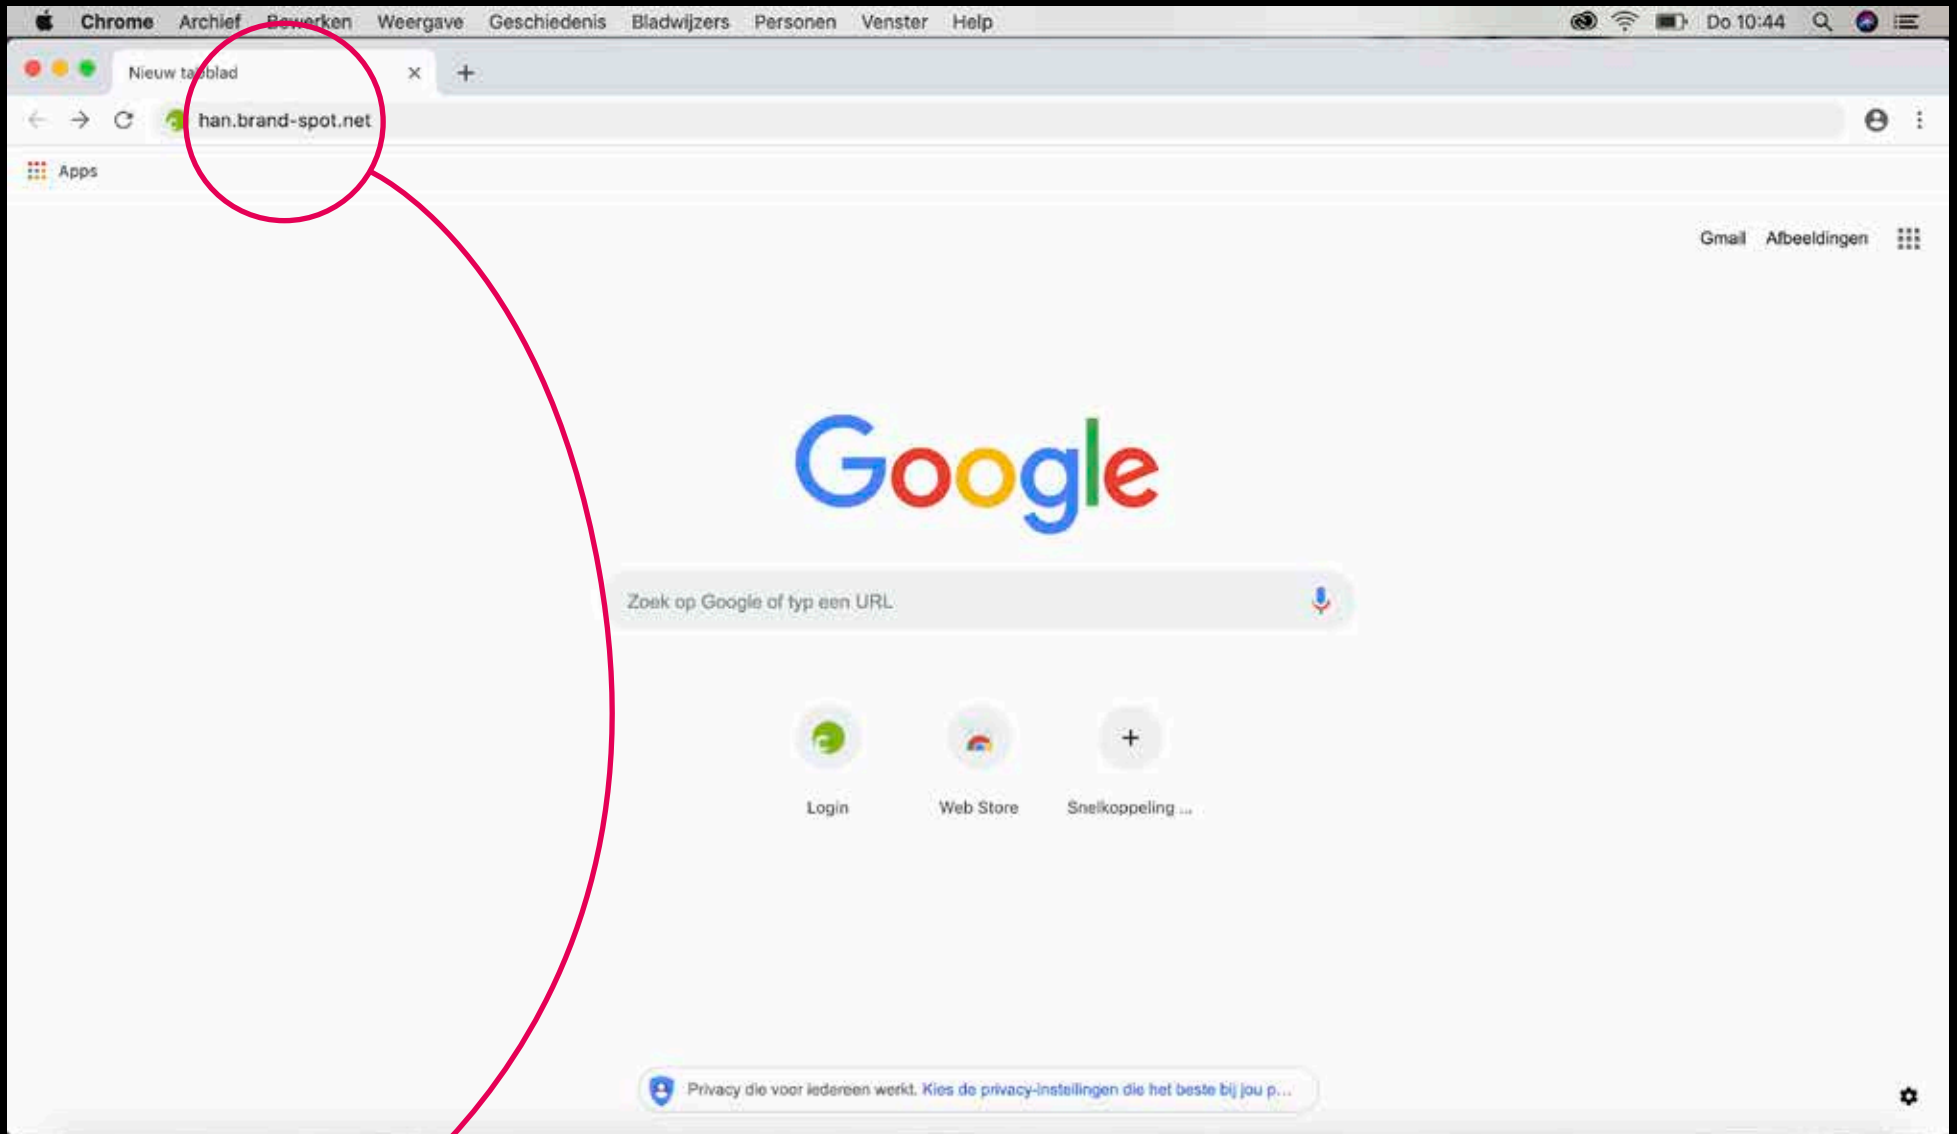 Chrome Archief Bewerken Weergave Geschiedenis Bladwijzers Personen Venster Help Do 10:44
Nieuw tabblad
han.brand-spot.net
Apps
Gmail Afbeeldingen
Google
Zoek op Google of typ een URL
Login Web Store Snelkoppeling ...
Privacy die voor iedereen werkt. Kies de privacy-instellingen die het beste bij jou p...